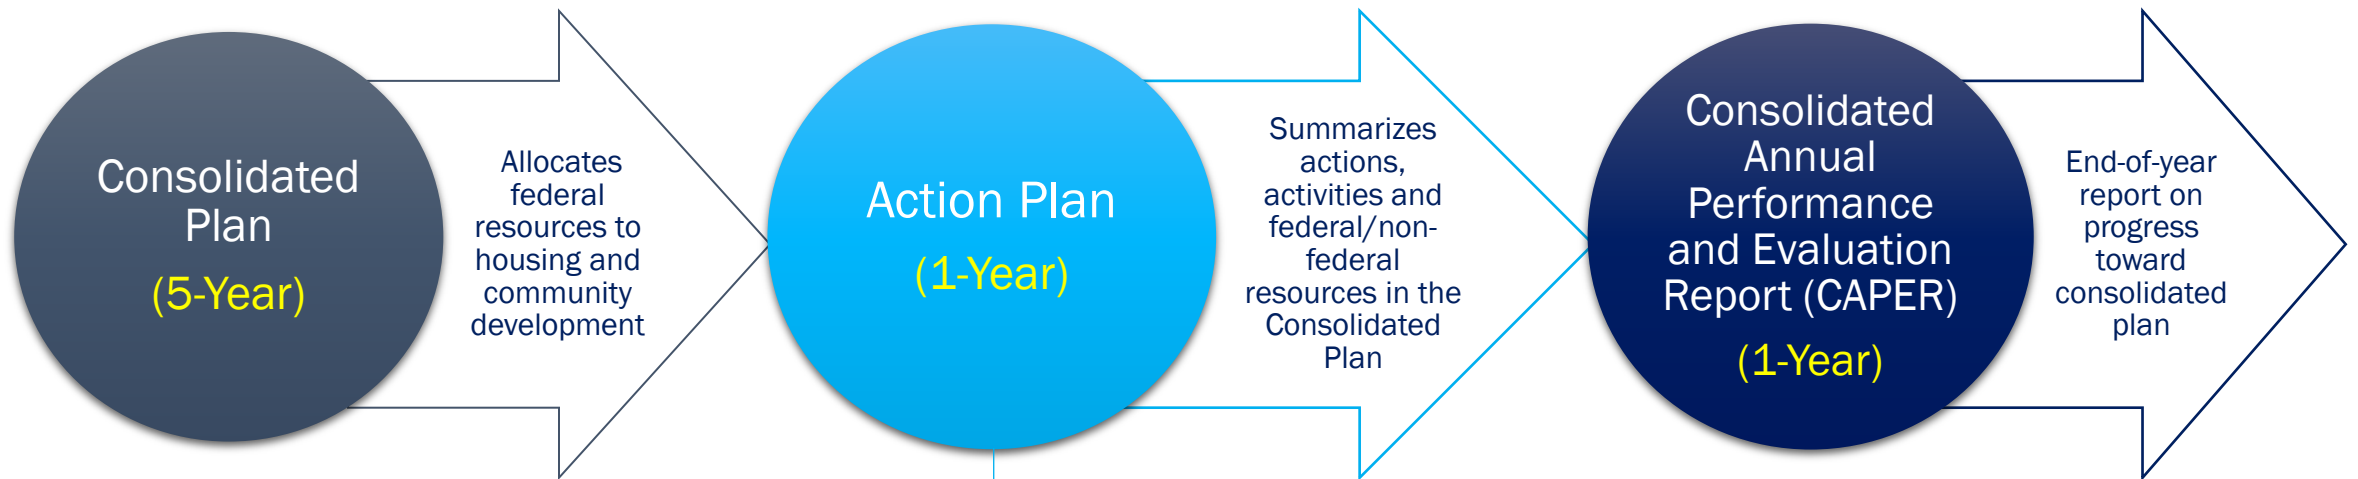 Consolidated
Plan
(5-Year)
Allocates
federal
resources to
housing and
community
development
Action Plan
(1-Year)
Summarizes
actions,
activities and
federal/non-
federal
resources in the
Consolidated
Plan
Consolidated
Annual
Performance
and Evaluation
Report (CAPER)
(1-Year)
End-of-year
report on
progress
toward
consolidated
plan